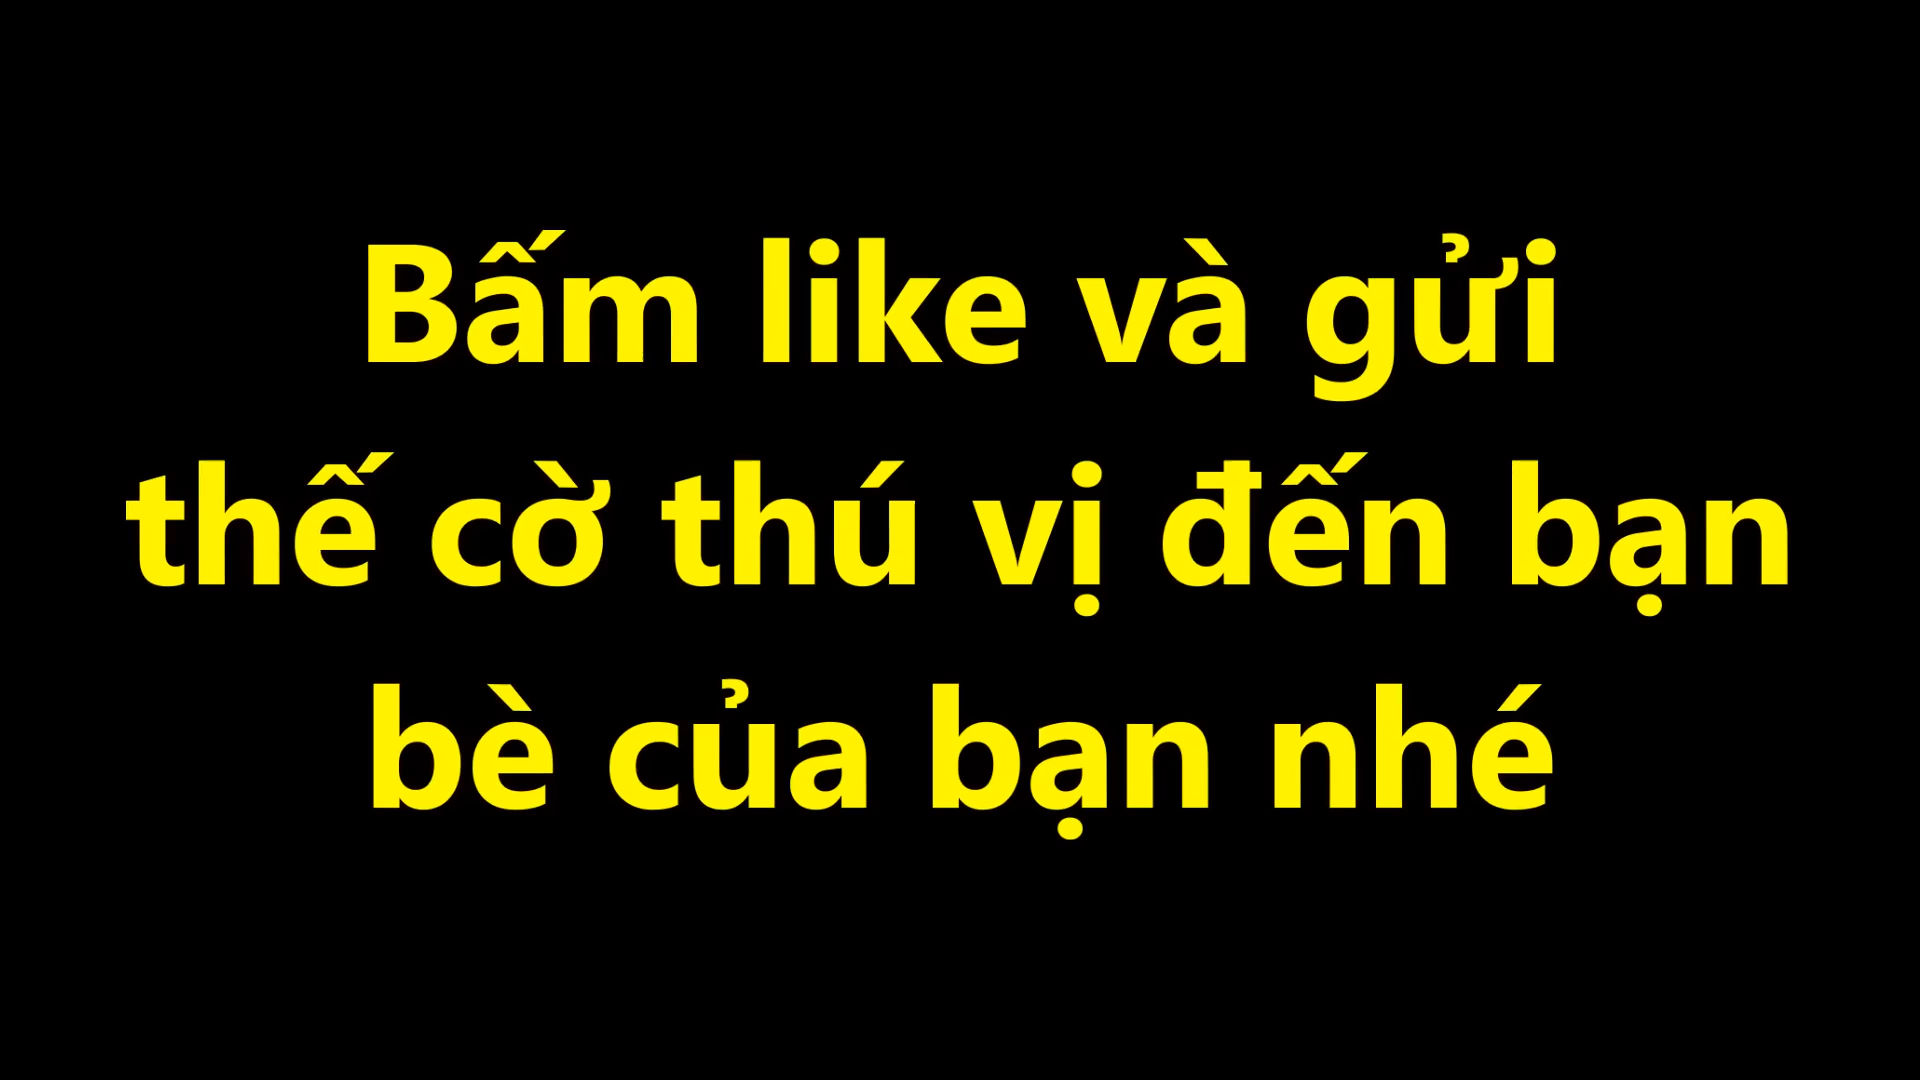 Bấm like và gửi
thế cờ thú vị đến bạn
bè của bạn nhé